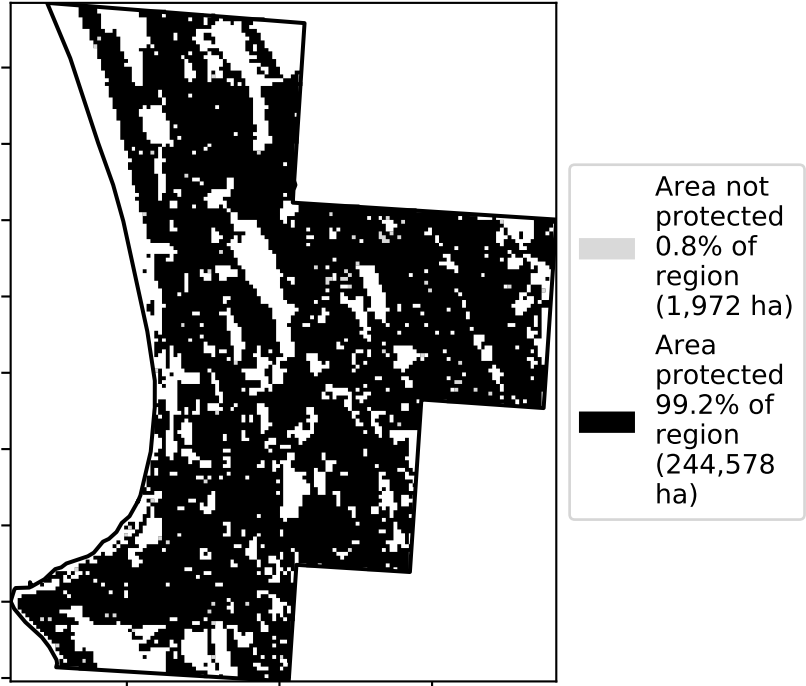 Area not
protected
0.8% of
region
(1,972 ha)
Area
protected
99.2% of
region
(244,578
ha)